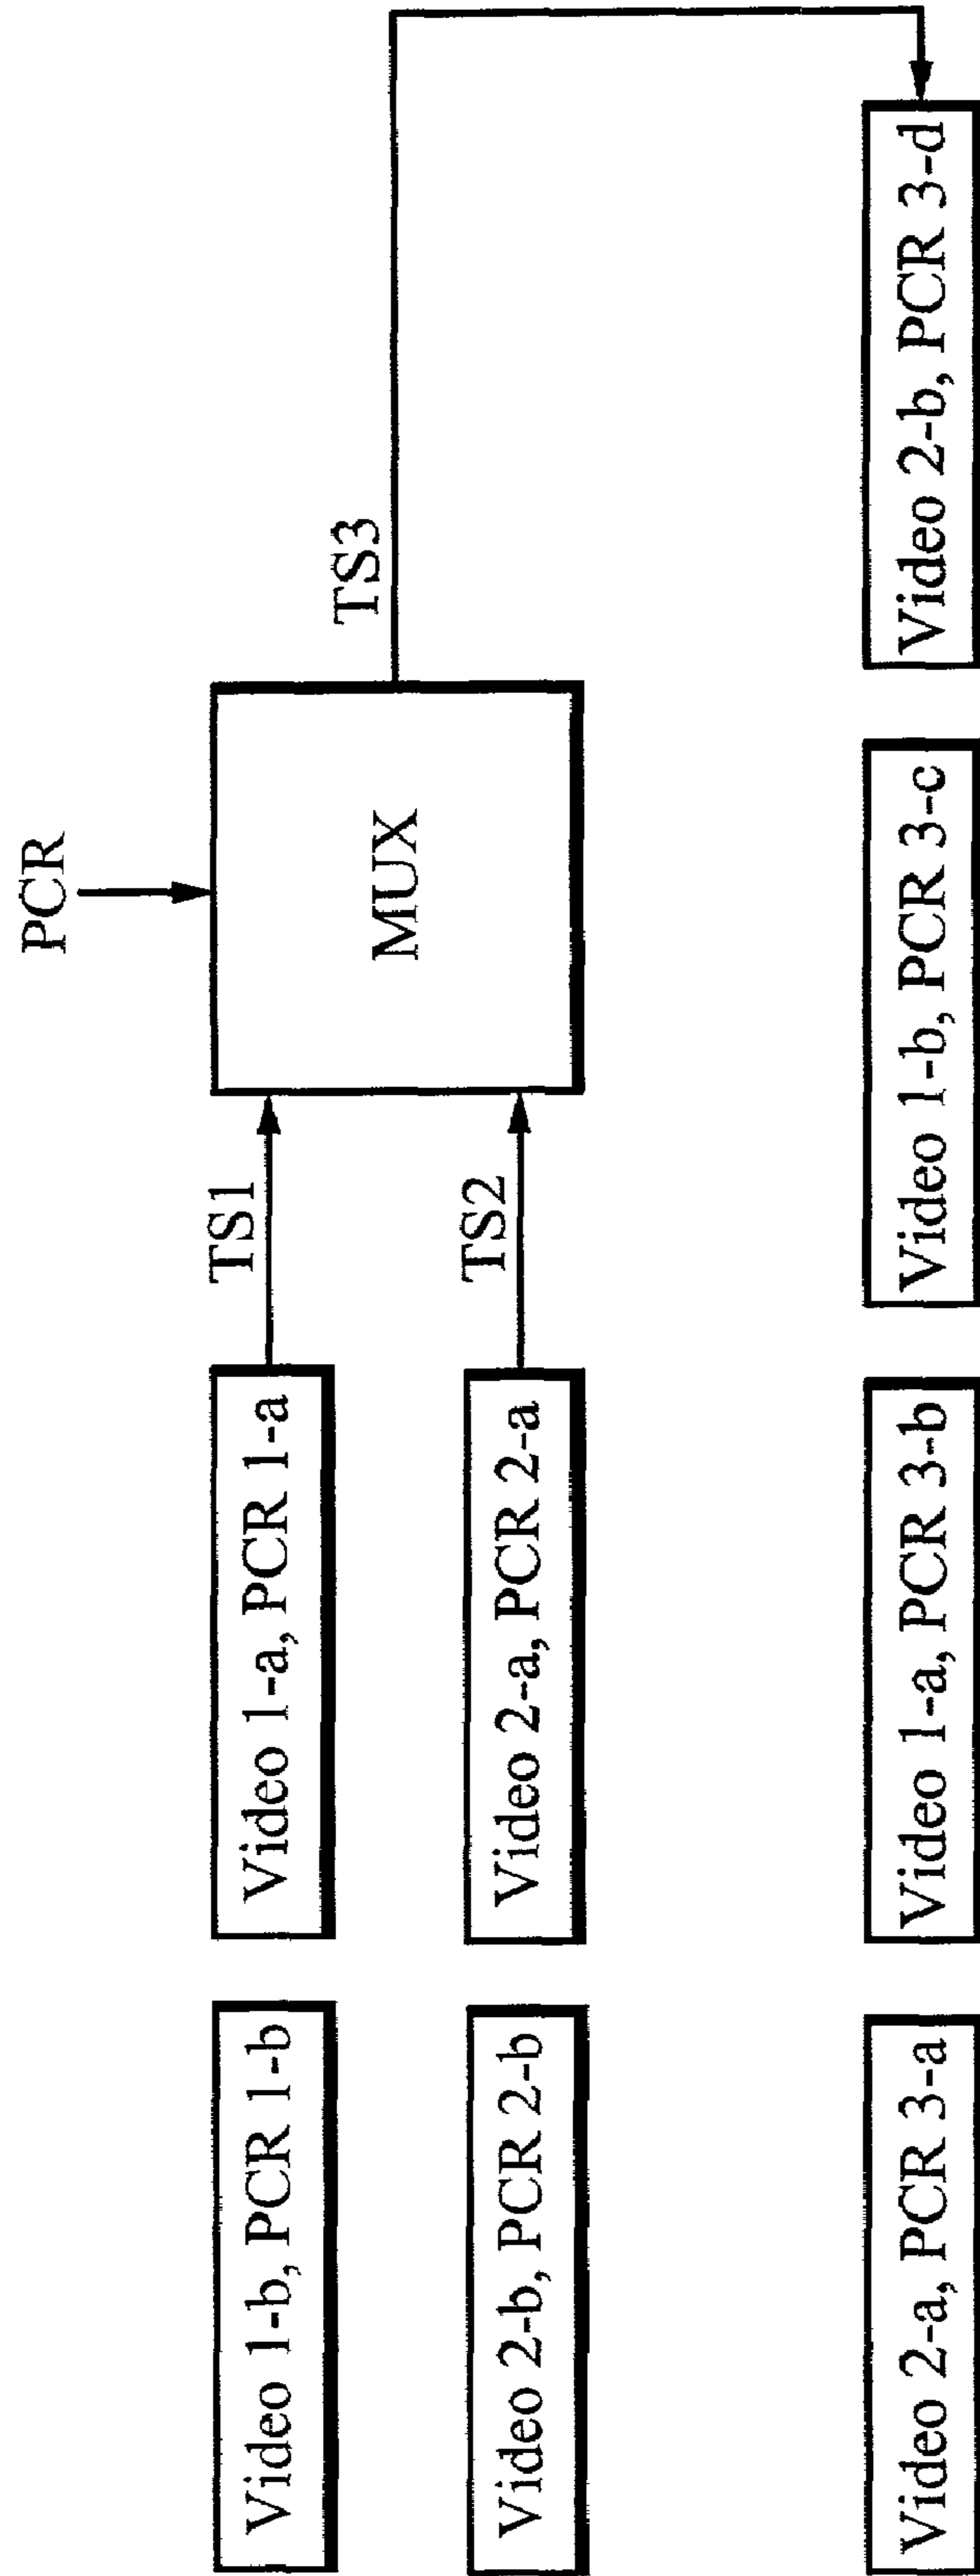 PCR
Video 1-b, PCR 1-b
Video 1-a, PCR 1-a
TS1
MUX
TS3
Video 2-b, PCR 2-b
Video 2-a, PCR 2-a
TS2
Video 2-a, PCR 3-a
Video 1-a, PCR 3-b
Video 1-b, PCR 3-c
Video 2-b, PCR 3-d